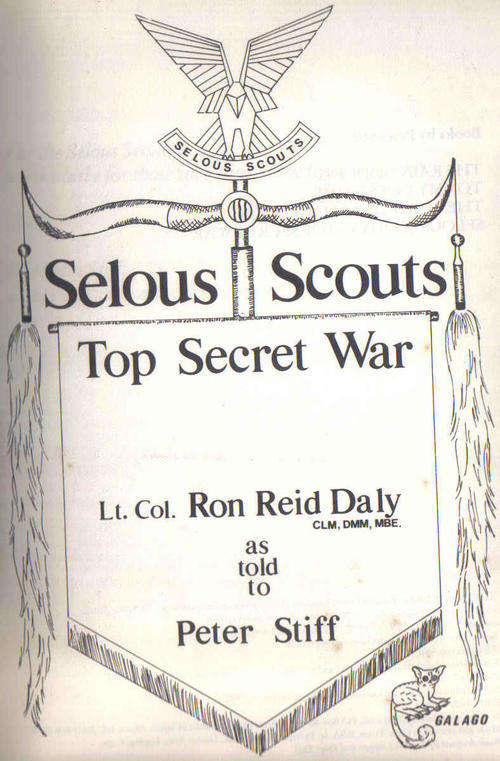 SELOUS SCOUTS
Selous Scouts
Top Secret War
Lt. Col. Ron Reid Daly
CLM, DMM, MBE.
as
told
to
Peter Stiff
GALAGO